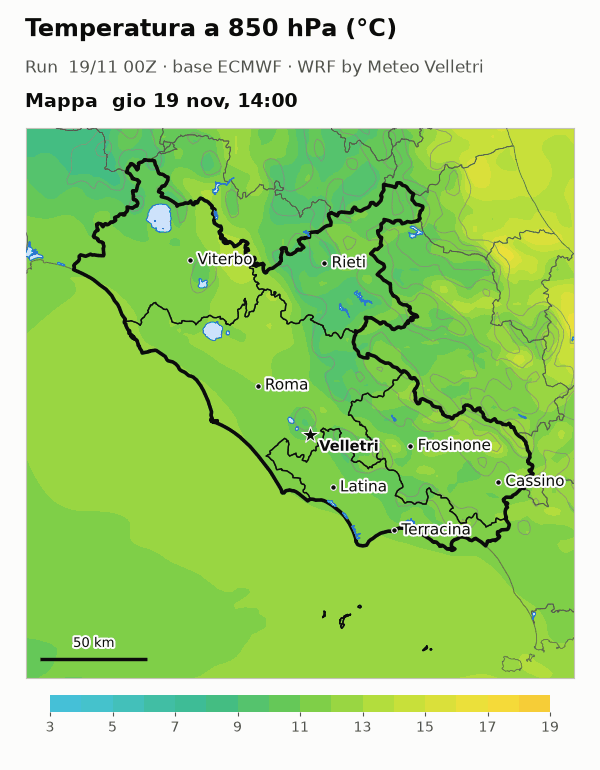 Temperatura a 850 hPa (°C)
Run  19/11 00Z · base ECMWF · WRF by Meteo Velletri
Mappa  gio 19 nov, 14:00
Viterbo
Rieti
Roma
Velletri
Frosinone
Latina
Cassino
Terracina
50 km
3 5 7 9 11 13 15 17 19